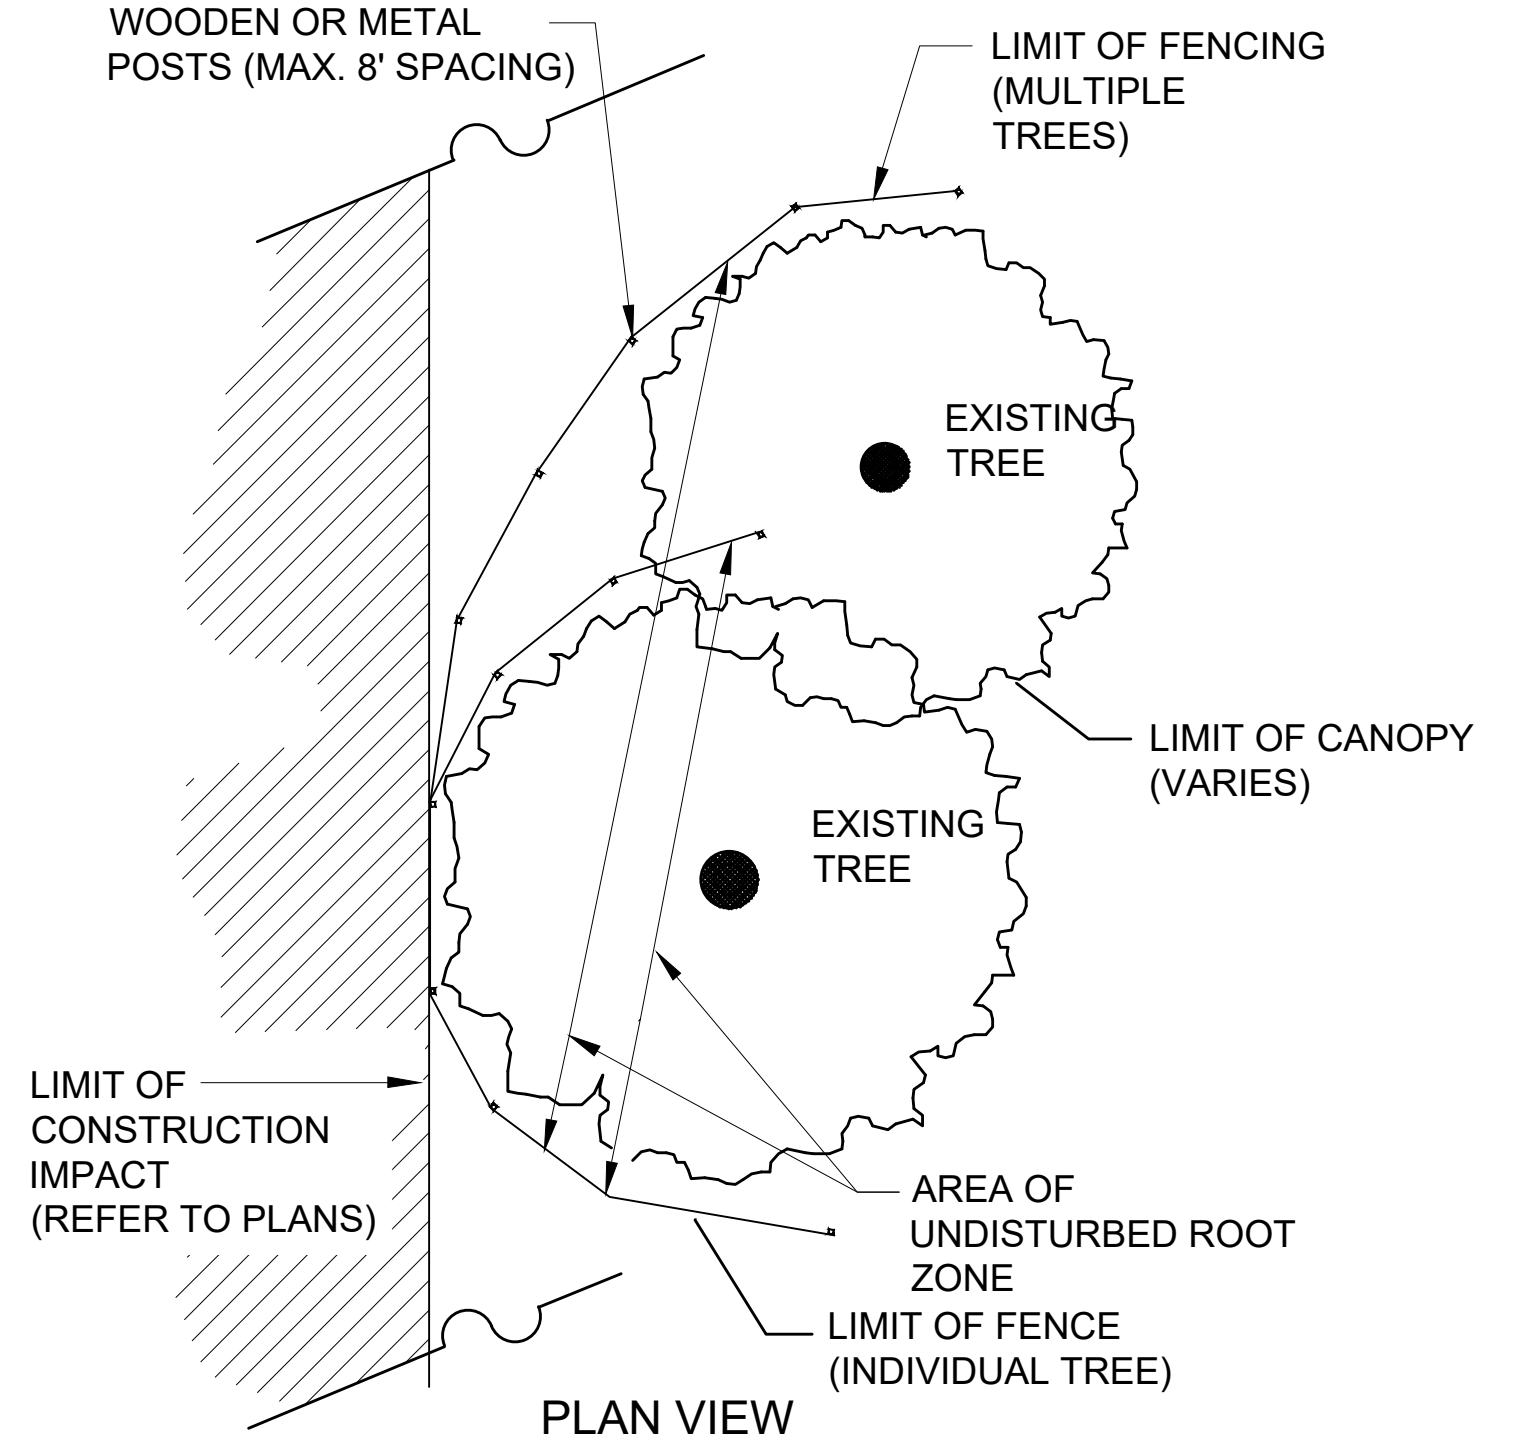 WOODEN OR METAL
POSTS (MAX. 8' SPACING)
LIMIT OF FENCING
(MULTIPLE
TREES)
EXISTING
TREE
LIMIT OF CANOPY
(VARIES)
EXISTING
TREE
LIMIT OF
CONSTRUCTION
IMPACT
(REFER TO PLANS)
AREA OF
UNDISTURBED ROOT
ZONE
LIMIT OF FENCE
(INDIVIDUAL TREE)
PLAN VIEW